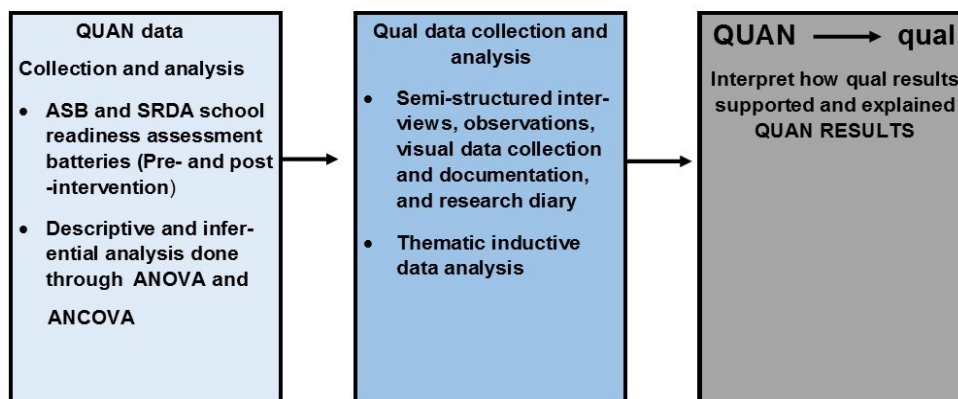 QUAN data
Collection and analysis
• ASB and SRDA school
readiness assessment
batteries (Pre- and post
-intervention)
• Descriptive and infer-
ential analysis done
through ANOVA and
ANCOVA
Qual data collection and
analysis
• Semi-structured inter-
views, observations,
visual data collection
and documentation,
and research diary
• Thematic inductive
data analysis
QUAN → qual
Interpret how qual results
supported and explained
QUAN RESULTS